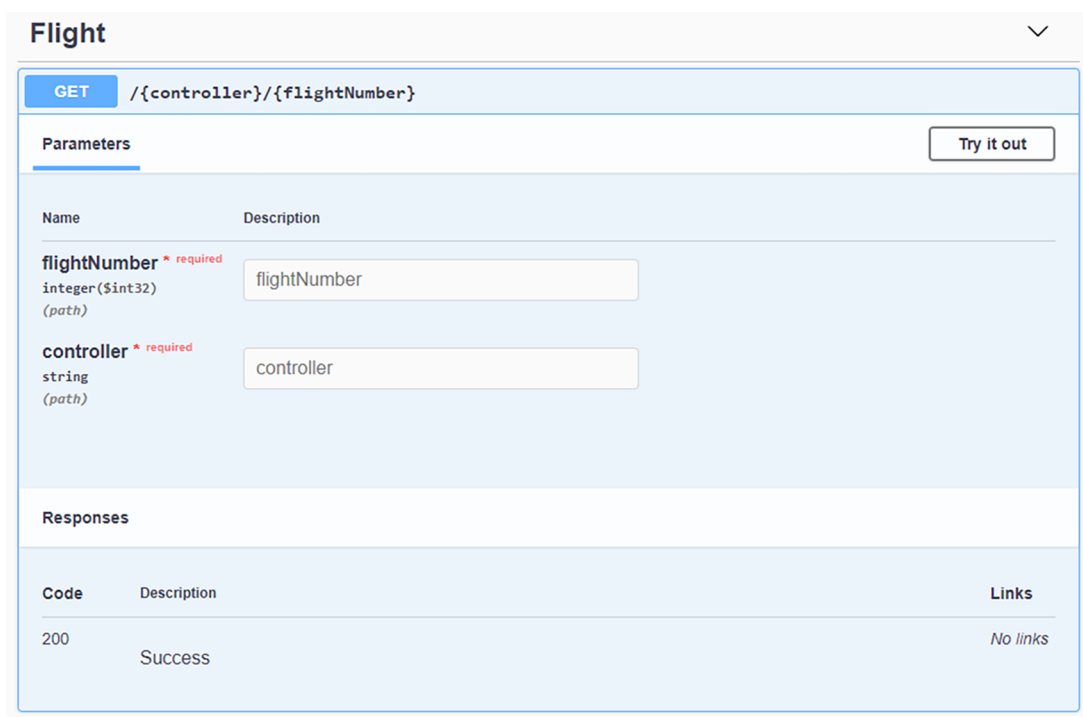 Flight
GET /{controller}/{flightNumber}
Parameters Try it out
Name Description
flightNumber * required
integer($int32)
(path)
flightNumber
controller * required
string
(path)
controller
Responses
Code Description Links
200 Success No links